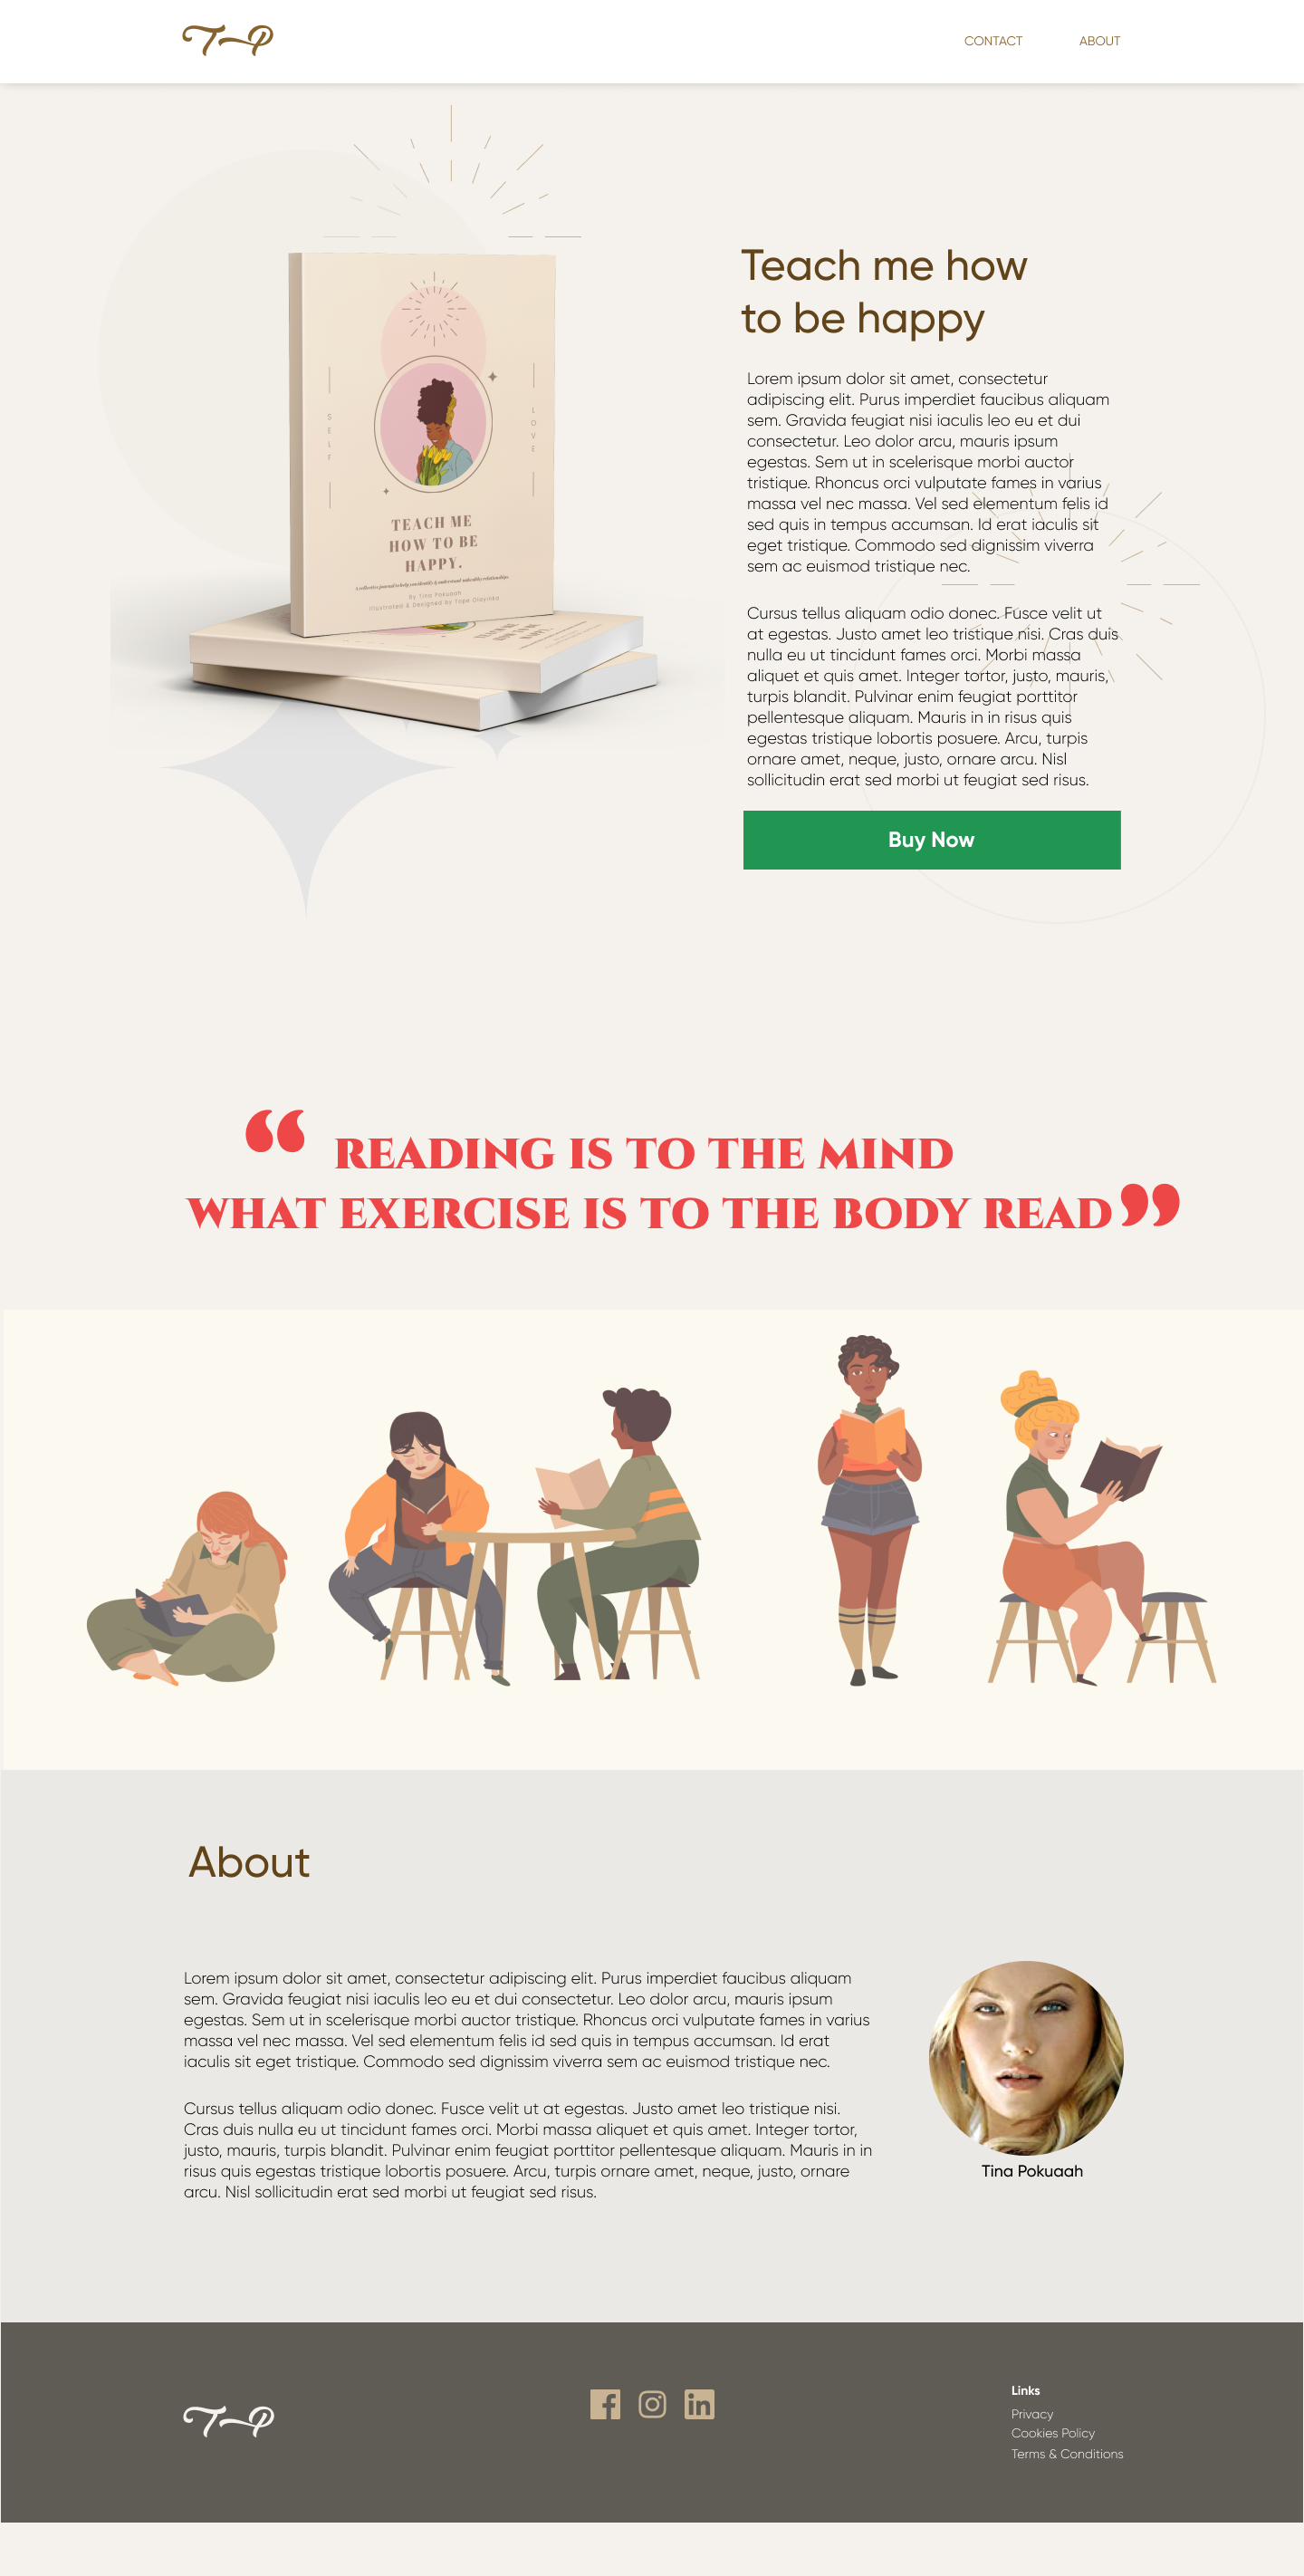 T-P
CONTACT ABOUT
SELF
LOVE
TEACH ME
HOW TO BE
HAPPY.
A collective journal to help you identify & understand unhealthy relationships.
By Tina Pokuaah
Illustrated & Designed by Tope Olayinka
Teach me how
to be happy
Lorem ipsum dolor sit amet, consectetur
adipiscing elit. Purus imperdiet faucibus aliquam
sem. Gravida feugiat nisi iaculis leo eu et dui
consectetur. Leo dolor arcu, mauris ipsum
egestas. Sem ut in scelerisque morbi auctor
tristique. Rhoncus orci vulputate fames in varius
massa vel nec massa. Vel sed elementum felis id
sed quis in tempus accumsan. Id erat iaculis sit
eget tristique. Commodo sed dignissim viverra
sem ac euismod tristique nec.
Cursus tellus aliquam odio donec. Fusce velit ut
at egestas. Justo amet leo tristique nisi. Cras duis
nulla eu ut tincidunt fames orci. Morbi massa
aliquet et quis amet. Integer tortor, justo, mauris,
turpis blandit. Pulvinar enim feugiat porttitor
pellentesque aliquam. Mauris in in risus quis
egestas tristique lobortis posuere. Arcu, turpis
ornare amet, neque, justo, ornare arcu. Nisl
sollicitudin erat sed morbi ut feugiat sed risus.
Buy Now
“ READING IS TO THE MIND
WHAT EXERCISE IS TO THE BODY READ”
About
Lorem ipsum dolor sit amet, consectetur adipiscing elit. Purus imperdiet faucibus aliquam
sem. Gravida feugiat nisi iaculis leo eu et dui consectetur. Leo dolor arcu, mauris ipsum
egestas. Sem ut in scelerisque morbi auctor tristique. Rhoncus orci vulputate fames in varius
massa vel nec massa. Vel sed elementum felis id sed quis in tempus accumsan. Id erat
iaculis sit eget tristique. Commodo sed dignissim viverra sem ac euismod tristique nec.
Cursus tellus aliquam odio donec. Fusce velit ut at egestas. Justo amet leo tristique nisi.
Cras duis nulla eu ut tincidunt fames orci. Morbi massa aliquet et quis amet. Integer tortor,
justo, mauris, turpis blandit. Pulvinar enim feugiat porttitor pellentesque aliquam. Mauris in in
risus quis egestas tristique lobortis posuere. Arcu, turpis ornare amet, neque, justo, ornare
arcu. Nisl sollicitudin erat sed morbi ut feugiat sed risus.
Tina Pokuaah
T-P
Links
Privacy
Cookies Policy
Terms & Conditions